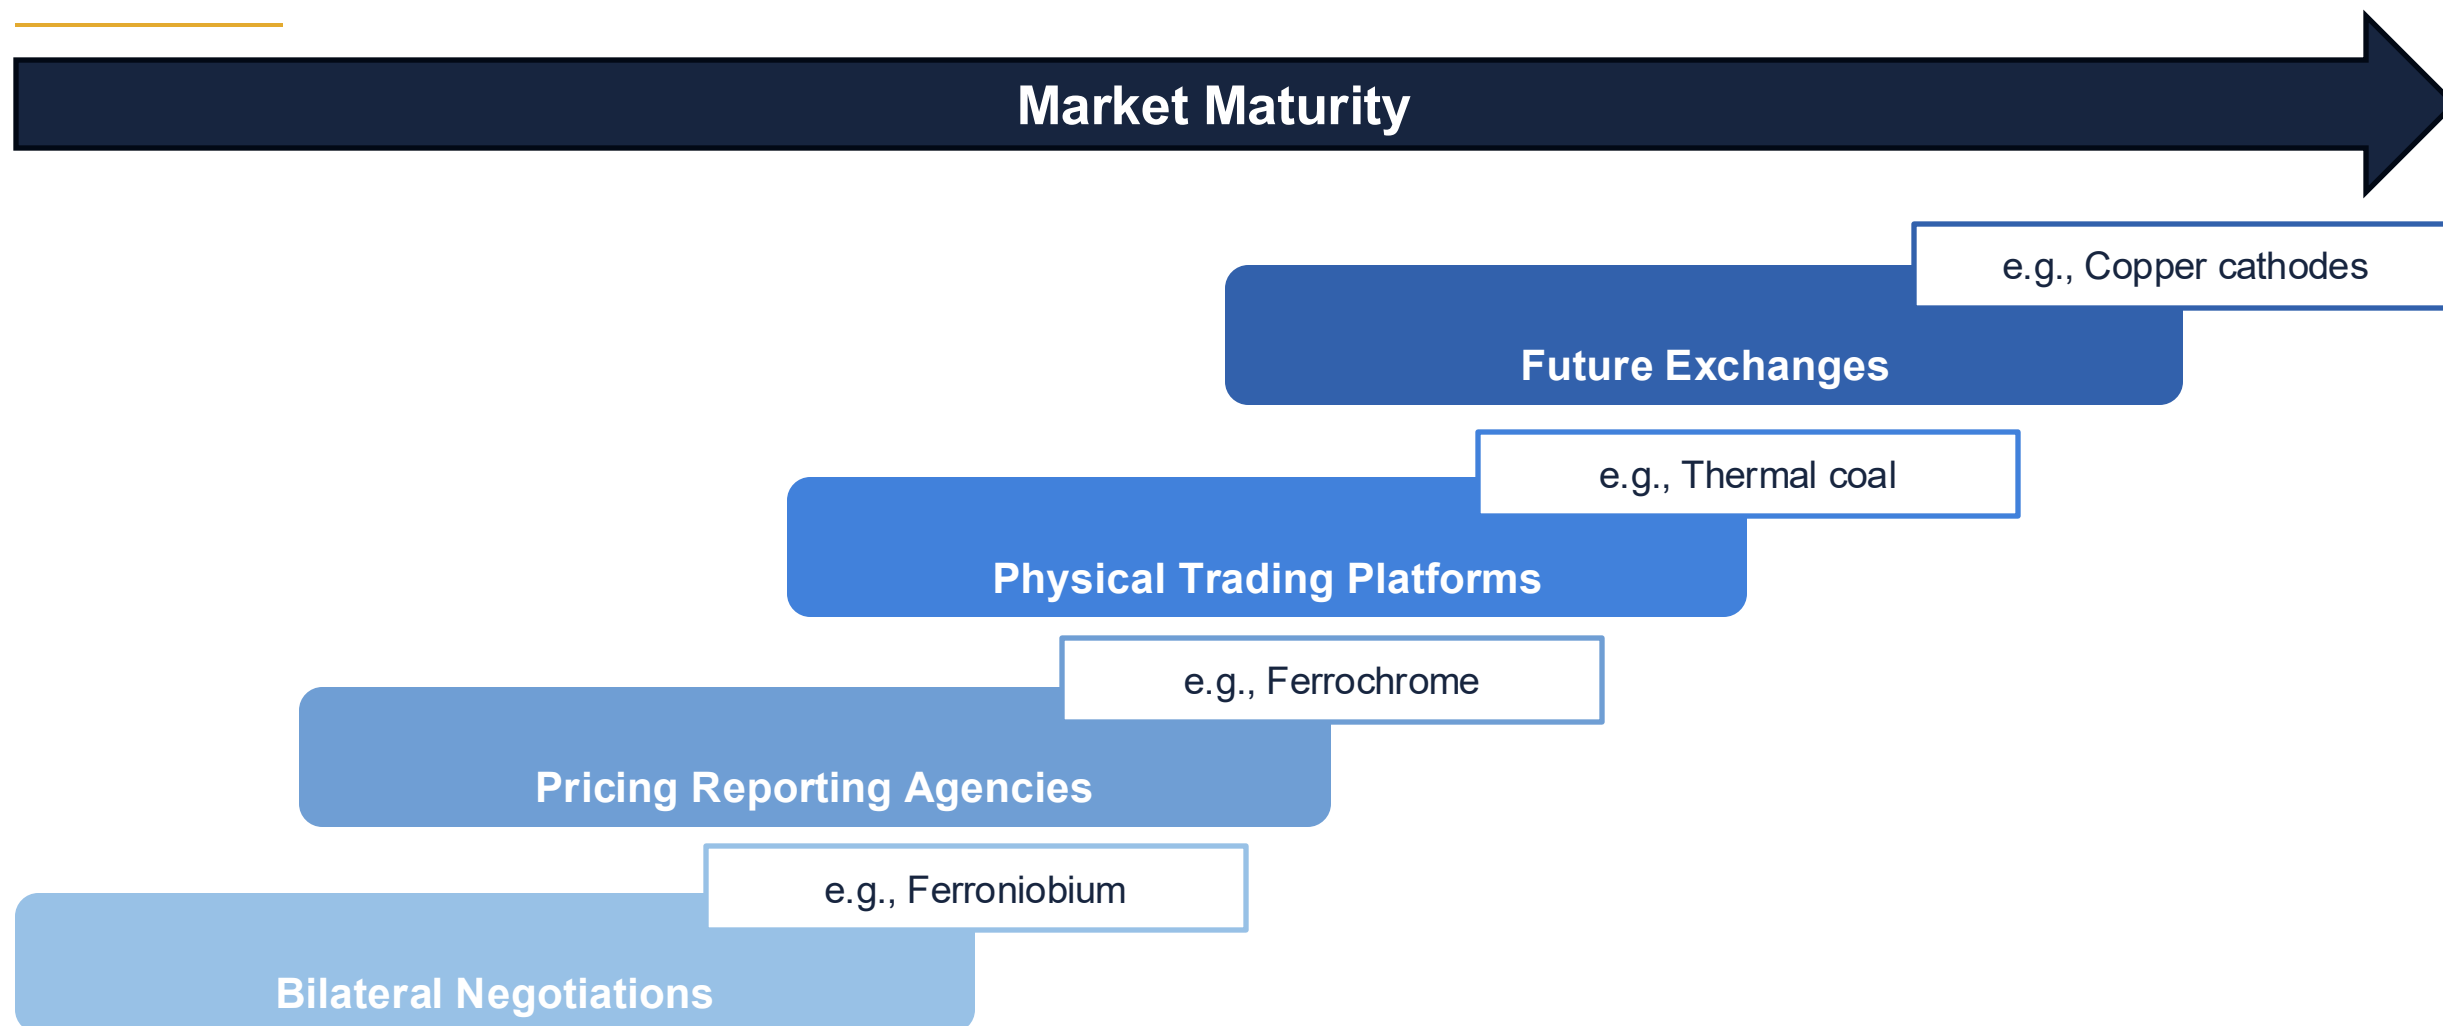 Market Maturity
e.g., Copper cathodes
Future Exchanges
e.g., Thermal coal
Physical Trading Platforms
e.g., Ferrochrome
Pricing Reporting Agencies
e.g., Ferroniobium
Bilateral Negotiations